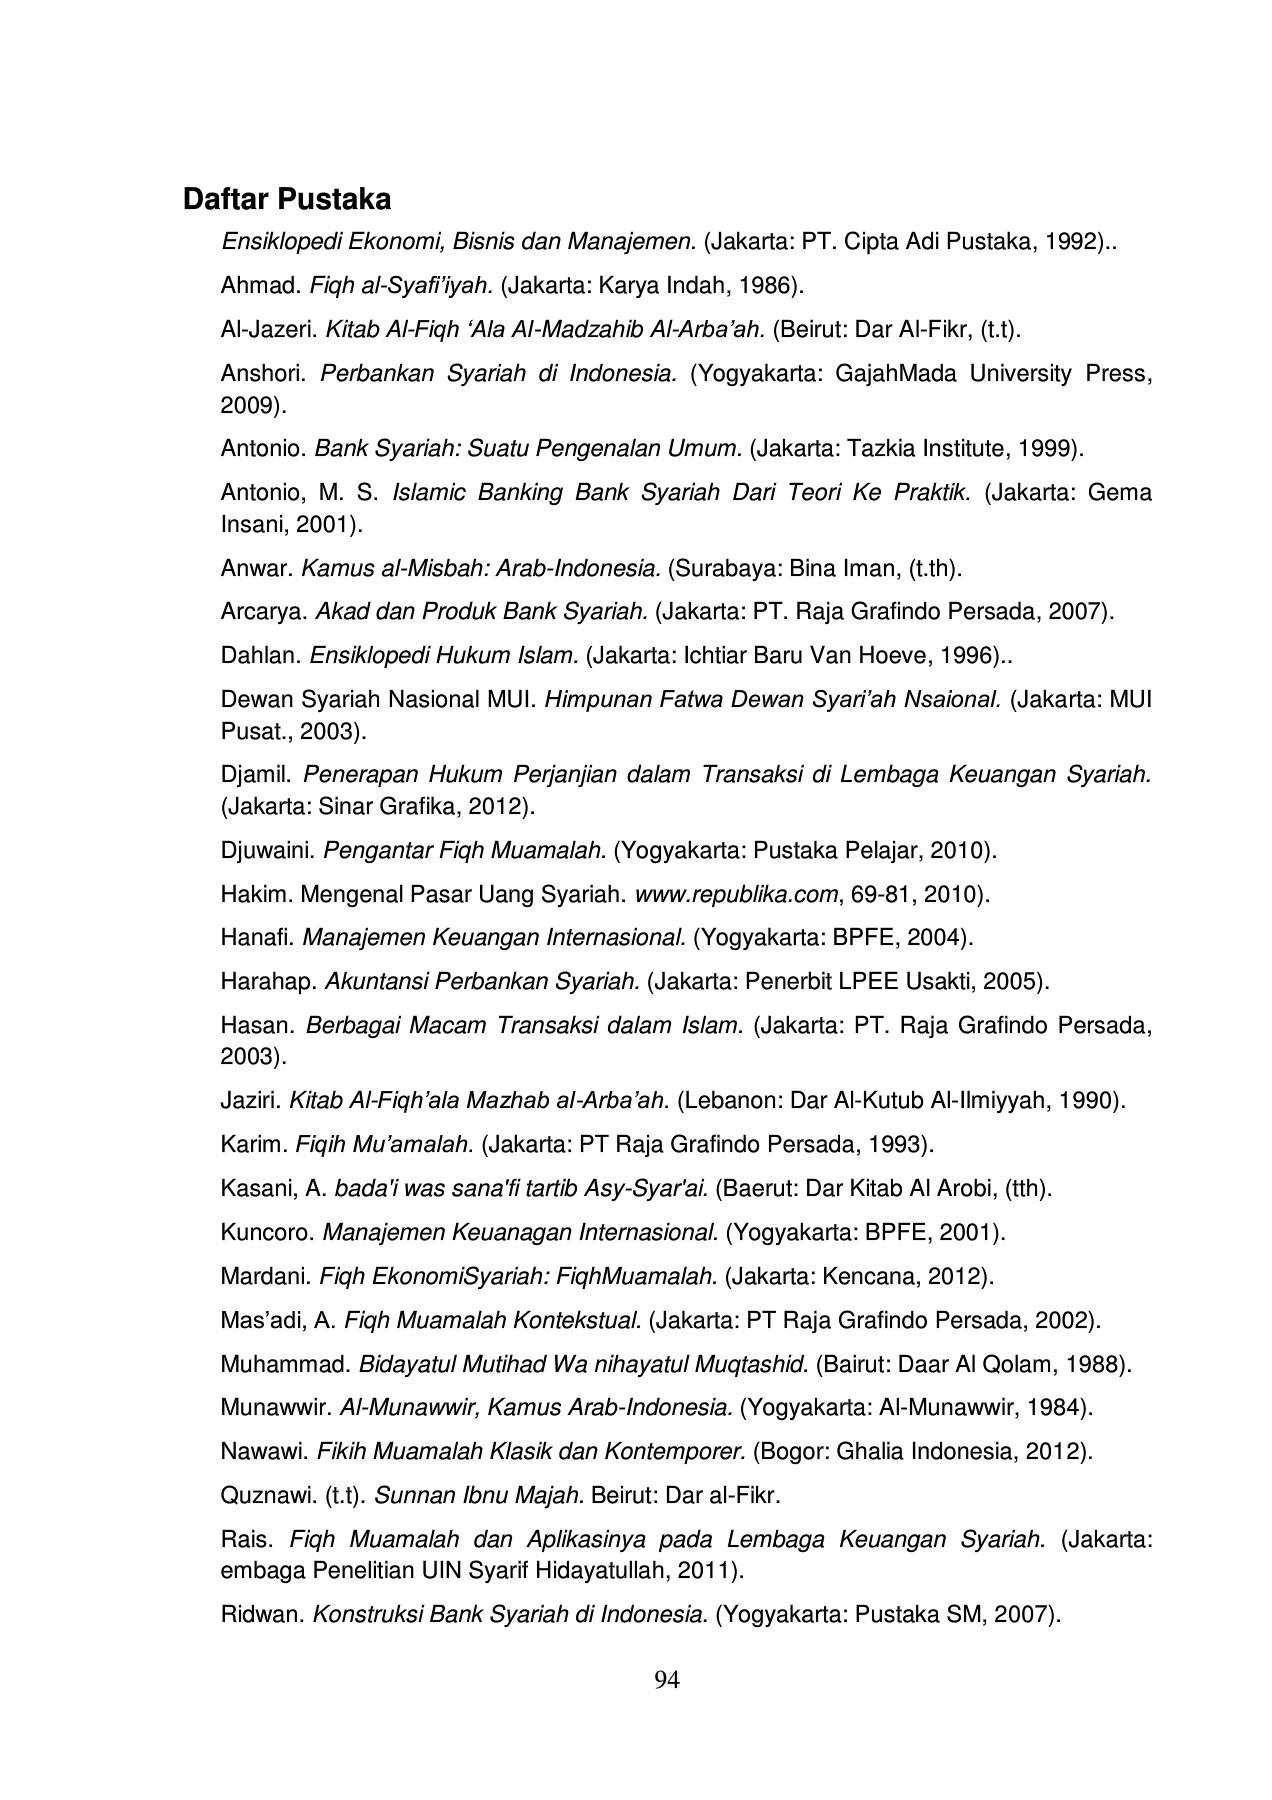 Daftar Pustaka
Ensiklopedi Ekonomi, Bisnis dan Manajemen. (Jakarta: PT. Cipta Adi Pustaka, 1992)..
Ahmad. Fiqh al-Syafi’iyah. (Jakarta: Karya Indah, 1986).
Al-Jazeri. Kitab Al-Fiqh ‘Ala Al-Madzahib Al-Arba’ah. (Beirut: Dar Al-Fikr, (t.t).
Anshori. Perbankan Syariah di Indonesia. (Yogyakarta: GajahMada University Press,
2009).
Antonio. Bank Syariah: Suatu Pengenalan Umum. (Jakarta: Tazkia Institute, 1999).
Antonio, M. S. Islamic Banking Bank Syariah Dari Teori Ke Praktik. (Jakarta: Gema
Insani, 2001).
Anwar. Kamus al-Misbah: Arab-Indonesia. (Surabaya: Bina Iman, (t.th).
Arcarya. Akad dan Produk Bank Syariah. (Jakarta: PT. Raja Grafindo Persada, 2007).
Dahlan. Ensiklopedi Hukum Islam. (Jakarta: Ichtiar Baru Van Hoeve, 1996)..
Dewan Syariah Nasional MUI. Himpunan Fatwa Dewan Syari’ah Nsaional. (Jakarta: MUI
Pusat., 2003).
Djamil. Penerapan Hukum Perjanjian dalam Transaksi di Lembaga Keuangan Syariah.
(Jakarta: Sinar Grafika, 2012).
Djuwaini. Pengantar Fiqh Muamalah. (Yogyakarta: Pustaka Pelajar, 2010).
Hakim. Mengenal Pasar Uang Syariah. www.republika.com, 69-81, 2010).
Hanafi. Manajemen Keuangan Internasional. (Yogyakarta: BPFE, 2004).
Harahap. Akuntansi Perbankan Syariah. (Jakarta: Penerbit LPEE Usakti, 2005).
Hasan. Berbagai Macam Transaksi dalam Islam. (Jakarta: PT. Raja Grafindo Persada,
2003).
Jaziri. Kitab Al-Fiqh’ala Mazhab al-Arba’ah. (Lebanon: Dar Al-Kutub Al-Ilmiyyah, 1990).
Karim. Fiqih Mu’amalah. (Jakarta: PT Raja Grafindo Persada, 1993).
Kasani, A. bada'i was sana'fi tartib Asy-Syar'ai. (Baerut: Dar Kitab Al Arobi, (tth).
Kuncoro. Manajemen Keuanagan Internasional. (Yogyakarta: BPFE, 2001).
Mardani. Fiqh EkonomiSyariah: FiqhMuamalah. (Jakarta: Kencana, 2012).
Mas’adi, A. Fiqh Muamalah Kontekstual. (Jakarta: PT Raja Grafindo Persada, 2002).
Muhammad. Bidayatul Mutihad Wa nihayatul Muqtashid. (Bairut: Daar Al Qolam, 1988).
Munawwir. Al-Munawwir, Kamus Arab-Indonesia. (Yogyakarta: Al-Munawwir, 1984).
Nawawi. Fikih Muamalah Klasik dan Kontemporer. (Bogor: Ghalia Indonesia, 2012).
Quznawi. (t.t). Sunnan Ibnu Majah. Beirut: Dar al-Fikr.
Rais. Fiqh Muamalah dan Aplikasinya pada Lembaga Keuangan Syariah. (Jakarta:
embaga Penelitian UIN Syarif Hidayatullah, 2011).
Ridwan. Konstruksi Bank Syariah di Indonesia. (Yogyakarta: Pustaka SM, 2007).
94